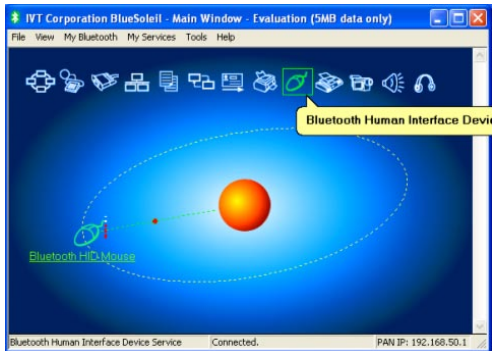 IVT Corporation BlueSoleil - Main Window - Evaluation (5MB data only)
File View My Bluetooth My Services Tools Help
Bluetooth Human Interface Devi
Bluetooth HID-Mouse
Bluetooth Human Interface Device Service Connected. PAN IP: 192.168.50.1